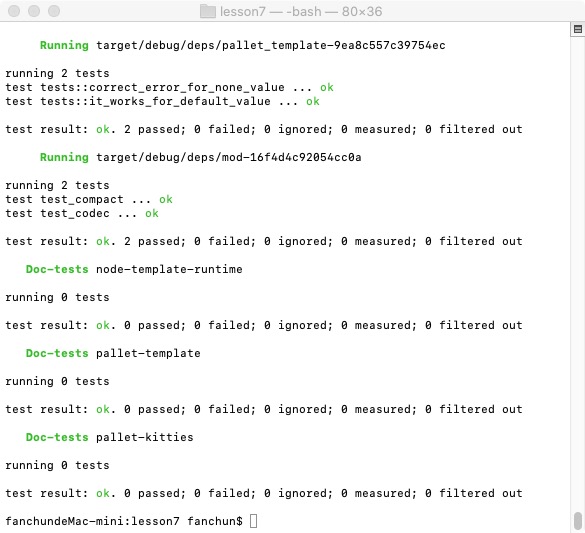 lesson7 — -bash — 80×36
Running target/debug/deps/pallet_template-9ea8c557c39754ec
running 2 tests
test tests::correct_error_for_none_value ... ok
test tests::it_works_for_default_value ... ok
test result: ok. 2 passed; 0 failed; 0 ignored; 0 measured; 0 filtered out
Running target/debug/deps/mod-16f4d4c92054cc0a
running 2 tests
test test_compact ... ok
test test_codec ... ok
test result: ok. 2 passed; 0 failed; 0 ignored; 0 measured; 0 filtered out
Doc-tests node-template-runtime
running 0 tests
test result: ok. 0 passed; 0 failed; 0 ignored; 0 measured; 0 filtered out
Doc-tests pallet-template
running 0 tests
test result: ok. 0 passed; 0 failed; 0 ignored; 0 measured; 0 filtered out
Doc-tests pallet-kitties
running 0 tests
test result: ok. 0 passed; 0 failed; 0 ignored; 0 measured; 0 filtered out
fanchundeMac-mini:lesson7 fanchun$